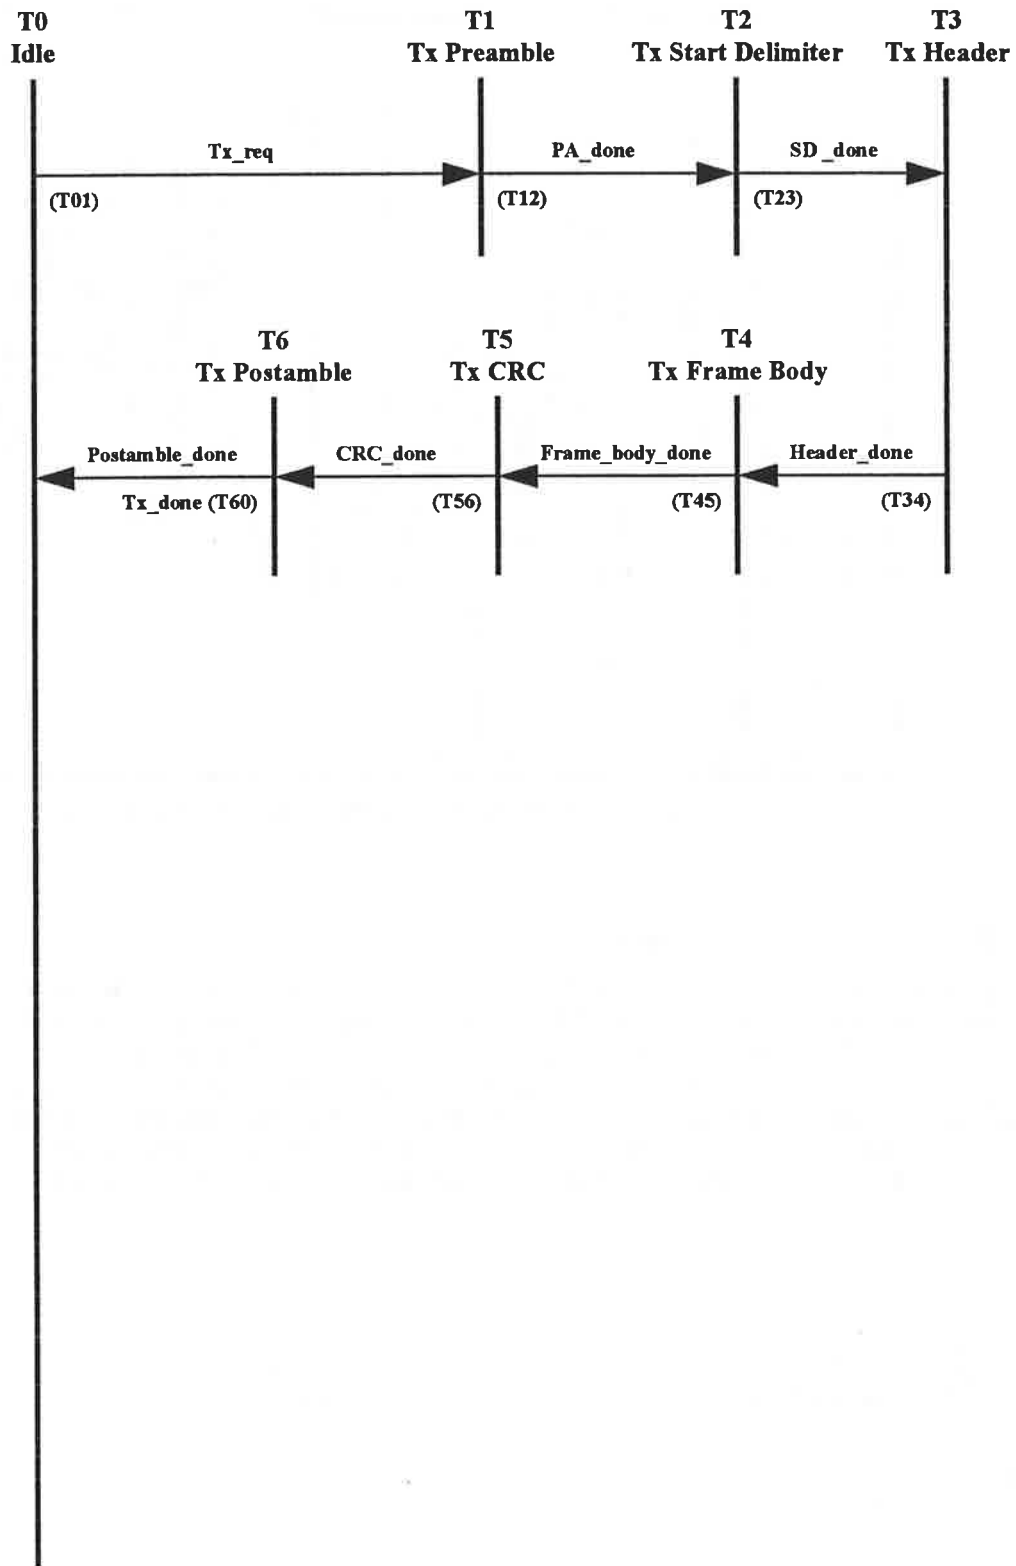 T0
Idle
T1
Tx Preamble
T2
Tx Start Delimiter
T3
Tx Header
Tx_req
PA_done
SD_done
(T01)
(T12)
(T23)
T6
Tx Postamble
T5
Tx CRC
T4
Tx Frame Body
Postamble_done
CRC_done
Frame_body_done
Header_done
Tx_done (T60)
(T56)
(T45)
(T34)